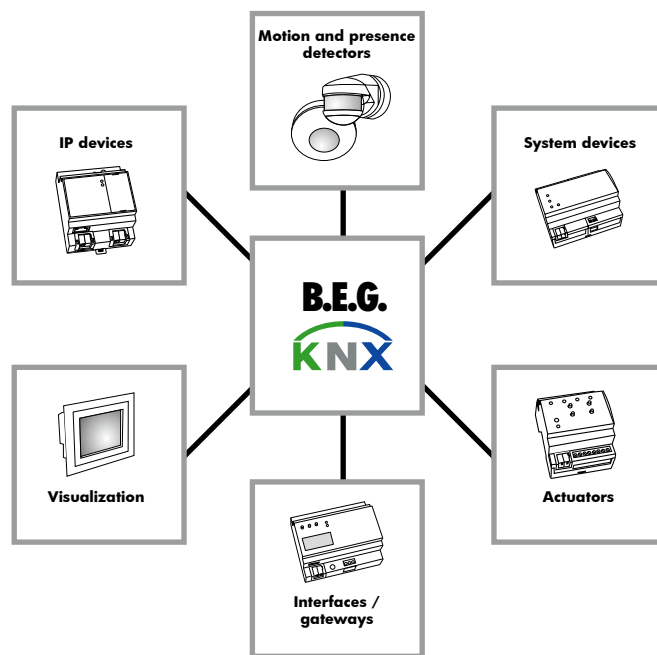 Motion and presence
detectors
IP devices
System devices
B.E.G.
KNX
Visualization
Actuators
Interfaces /
gateways